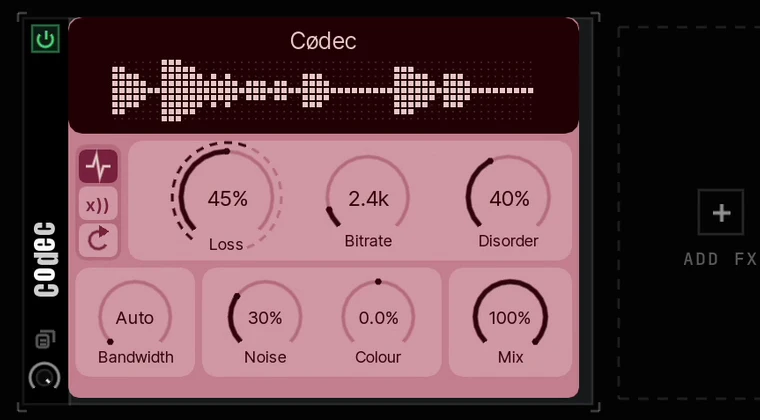 Cødec
codec
x))
45%
Loss
2.4k
Bitrate
40%
Disorder
Auto
Bandwidth
30%
Noise
0.0%
Colour
100%
Mix
ADD FX